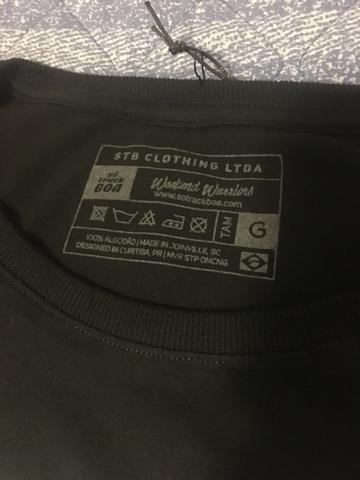 STB CLOTHING LTDA
só
track
BOA
Weekend Warriors
www.sotrackboa.com
TAM
G
100% ALGODÃO | MADE IN JOINVILLE, SC
DESIGNED IN CURITIBA, PR | NVR STP DNCNG